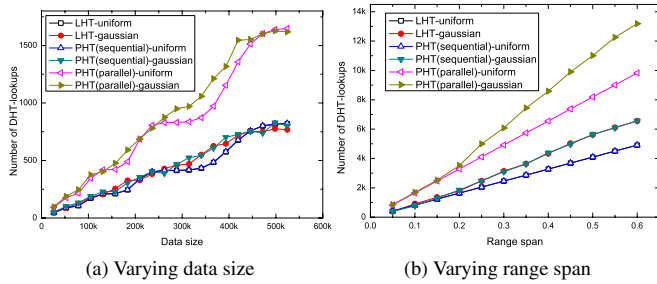 LHT-uniform
LHT-gaussian
PHT(sequential)-uniform
PHT(sequential)-gaussian
PHT(parallel)-uniform
PHT(parallel)-gaussian
1500
1000
750
500
250
0
0
100k
200k
300k
400k
500k
600k
Number of DHT-lookups
Data size
(a) Varying data size
LHT-uniform
LHT-gaussian
PHT(sequential)-uniform
PHT(sequential)-gaussian
PHT(parallel)-uniform
PHT(parallel)-gaussian
14k
12k
10k
8k
6k
4k
2k
0
0.0
0.1
0.2
0.3
0.4
0.5
0.6
Number of DHT-lookups
Range span
(b) Varying range span